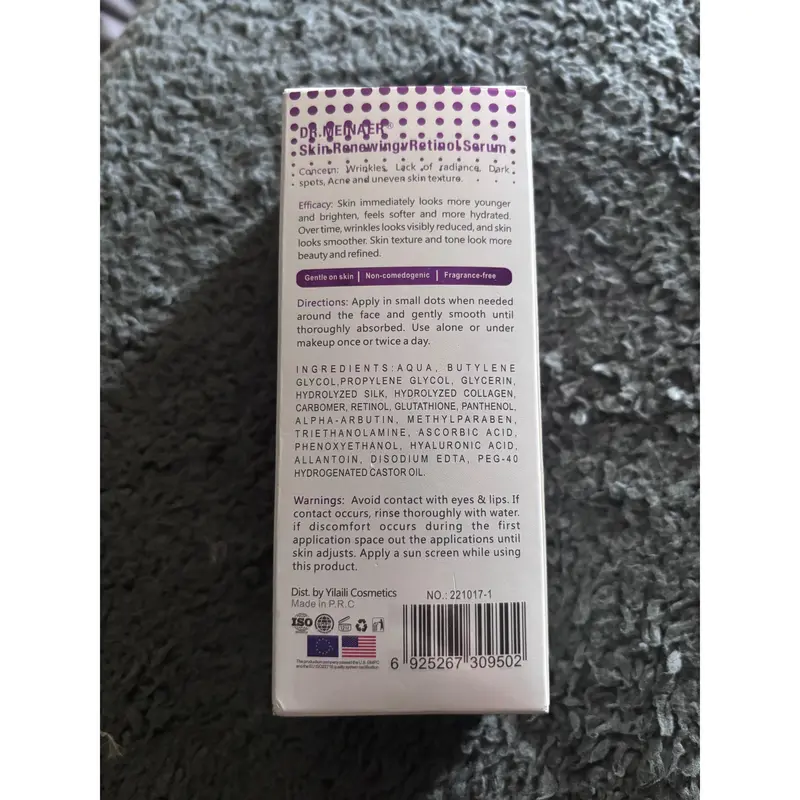 DR.MEINAER®
Skin Renewing Retinol Serum
Concern: Wrinkles, Lack of radiance, Dark
spots, Acne and uneven skin texture.
Efficacy: Skin immediately looks more younger
and brighten, feels softer and more hydrated.
Over time, wrinkles looks visibly reduced, and skin
looks smoother. Skin texture and tone look more
beauty and refined.
Gentle on skin | Non-comedogenic | Fragrance-free
Directions: Apply in small dots when needed
around the face and gently smooth until
thoroughly absorbed. Use alone or under
makeup once or twice a day.
INGREDIENTS:AQUA, BUTYLENE
GLYCOL,PROPYLENE GLYCOL, GLYCERIN,
HYDROLYZED SILK, HYDROLYZED COLLAGEN,
CARBOMER, RETINOL, GLUTATHIONE, PANTHENOL,
ALPHA-ARBUTIN, METHYLPARABEN,
TRIETHANOLAMINE, ASCORBIC ACID,
PHENOXYETHANOL, HYALURONIC ACID,
ALLANTOIN, DISODIUM EDTA, PEG-40
HYDROGENATED CASTOR OIL.
Warnings: Avoid contact with eyes & lips. If
contact occurs, rinse thoroughly with water.
if discomfort occurs during the first
application space out the applications until
skin adjusts. Apply a sun screen while using
this product.
Dist. by Yilaili Cosmetics
Made in P.R.C
NO.: 221017-1
ISO
6 925267 309502